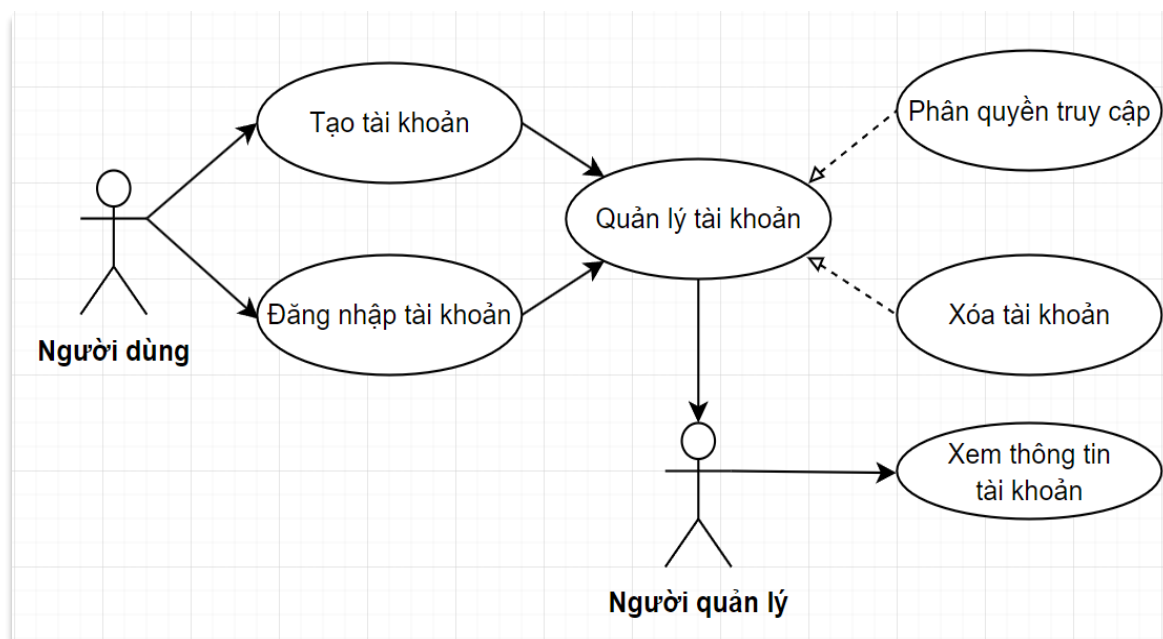 Tạo tài khoản
Phân quyền truy cập
Quản lý tài khoản
Đăng nhập tài khoản
Xóa tài khoản
Người dùng
Xem thông tin
tài khoản
Người quản lý